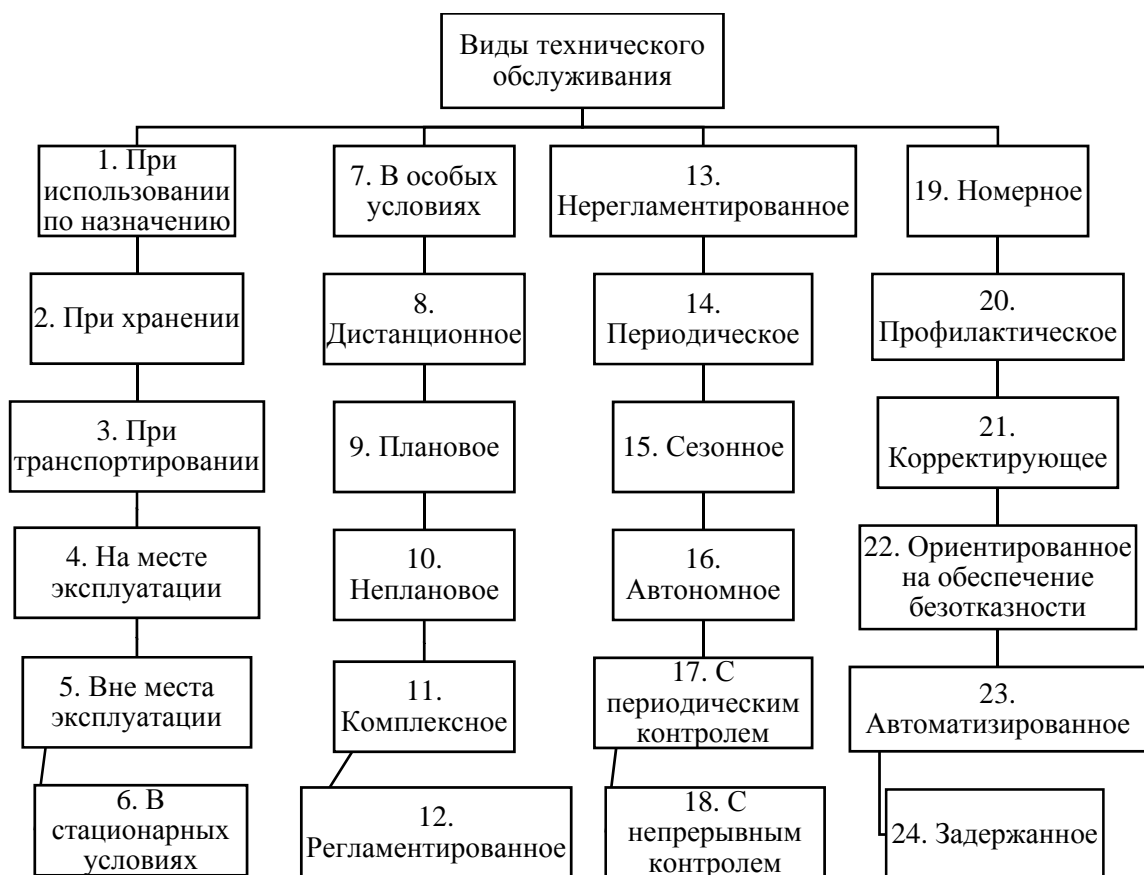 Виды технического
обслуживания
1. При
использовании
по назначению
2. При хранении
3. При
транспортировании
4. На месте
эксплуатации
5. Вне места
эксплуатации
6. В
стационарных
условиях
7. В особых
условиях
8.
Дистанционное
9. Плановое
10.
Неплановое
11.
Комплексное
12.
Регламентированное
13.
Нерегламентированное
14.
Периодическое
15. Сезонное
16.
Автономное
17. С
периодическим
контролем
18. С
непрерывным
контролем
19. Номерное
20.
Профилактическое
21.
Корректирующее
22. Ориентированное
на обеспечение
безотказности
23.
Автоматизированное
24. Задержанное